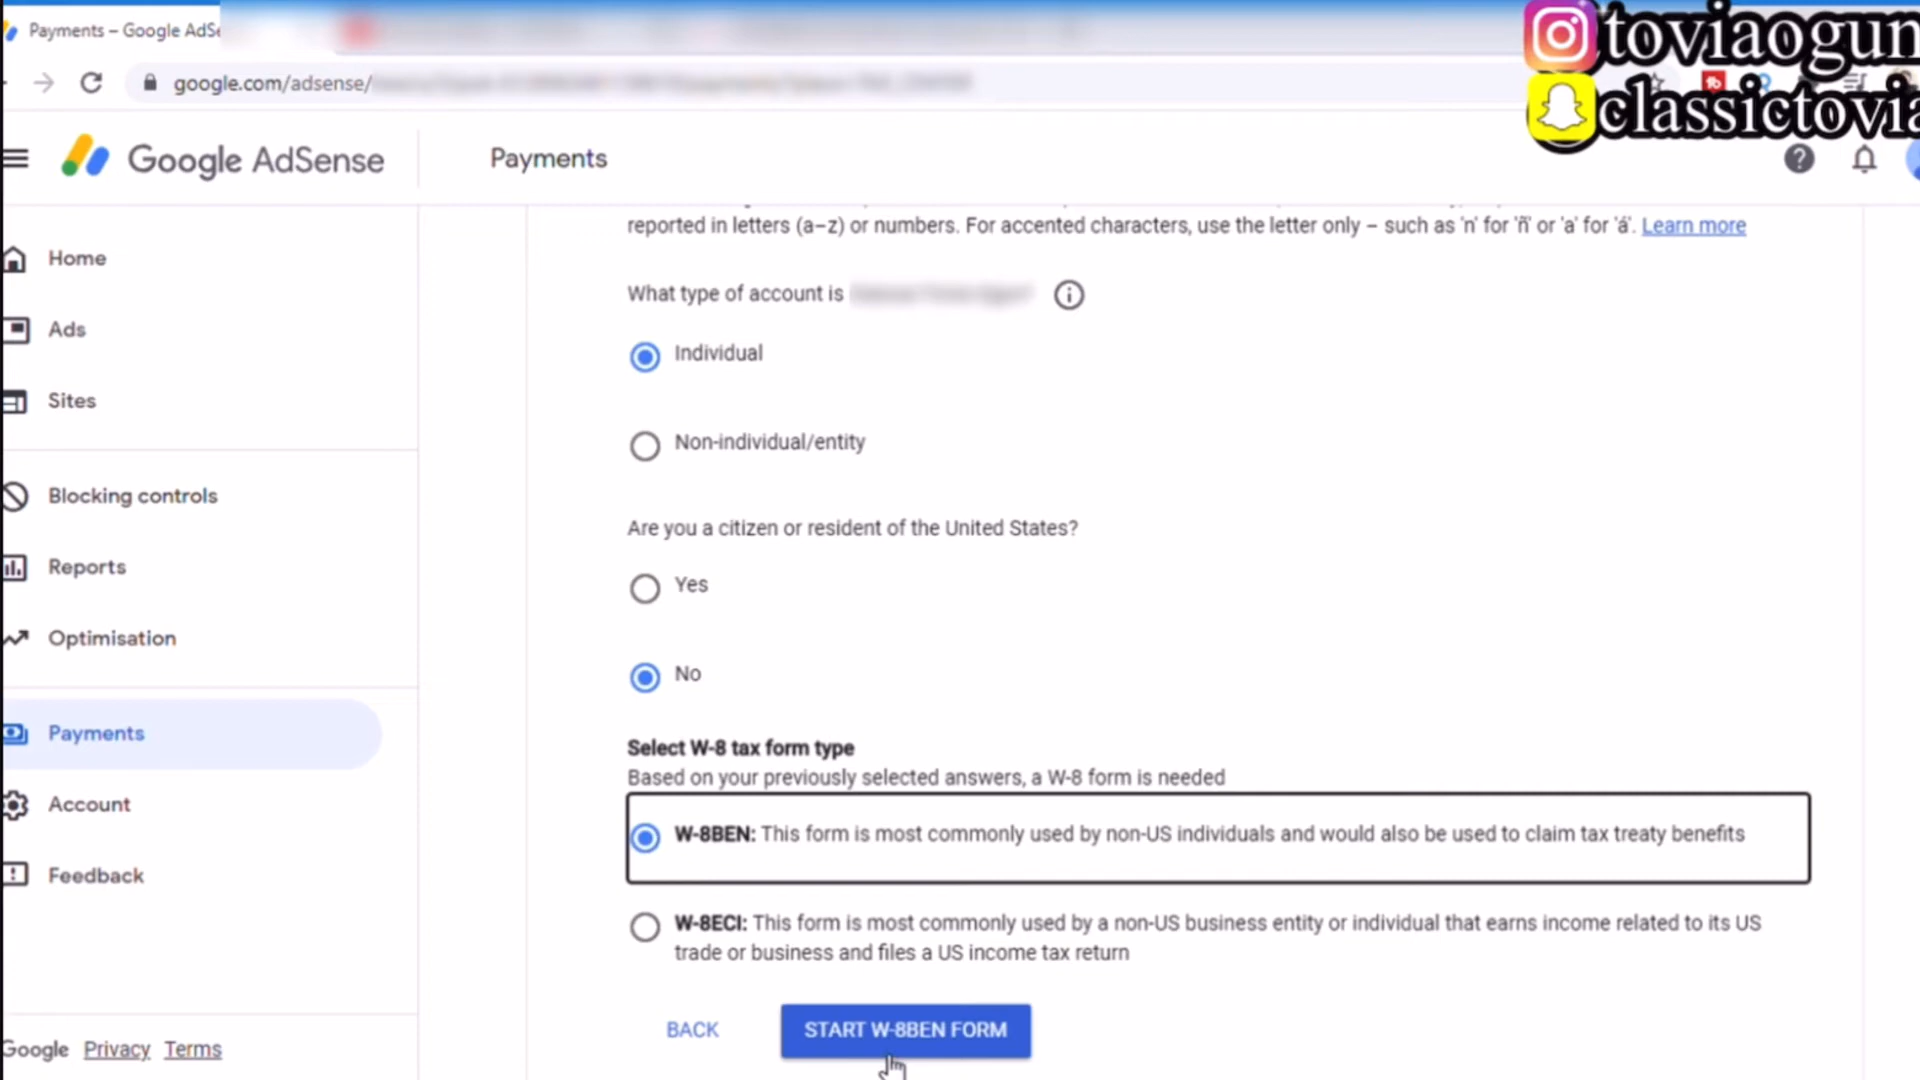 Payments – Google AdSe
toviaogun
google.com/adsense/
classictovia
Google AdSense
Payments
reported in letters (a–z) or numbers. For accented characters, use the letter only – such as 'n' for 'ñ' or 'a' for 'á'. Learn more
Home
What type of account is
Ads
Individual
Sites
Non-individual/entity
Blocking controls
Are you a citizen or resident of the United States?
Reports
Yes
Optimisation
No
Payments
Select W-8 tax form type
Based on your previously selected answers, a W-8 form is needed
Account
W-8BEN: This form is most commonly used by non-US individuals and would also be used to claim tax treaty benefits
Feedback
W-8ECI: This form is most commonly used by a non-US business entity or individual that earns income related to its US
trade or business and files a US income tax return
BACK
START W-8BEN FORM
Google Privacy Terms